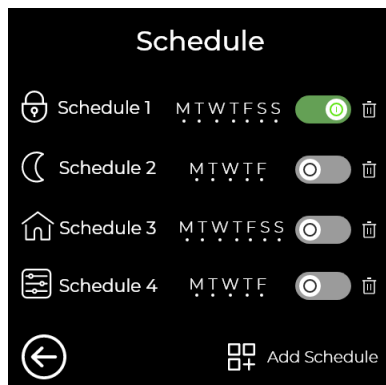 Schedule
Schedule 1 MTWTFSS
Schedule 2 MTWTF
Schedule 3 MTWTFSS
Schedule 4 MTWTF
Add Schedule